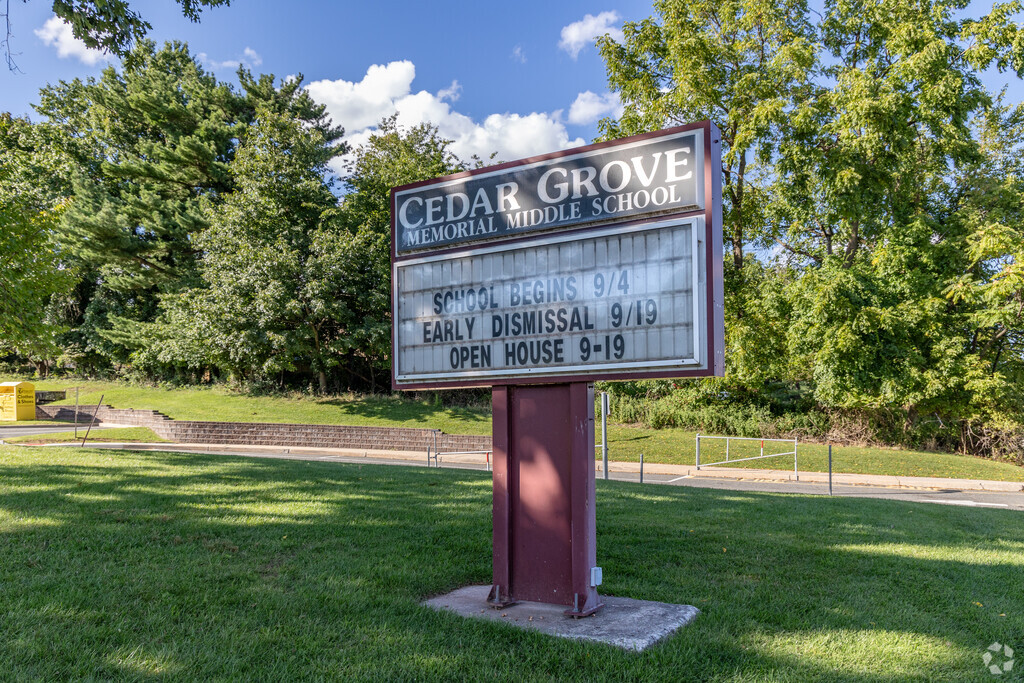 CEDAR GROVE
MEMORIAL MIDDLE SCHOOL
SCHOOL BEGINS 9/4
EARLY DISMISSAL 9/19
OPEN HOUSE 9-19